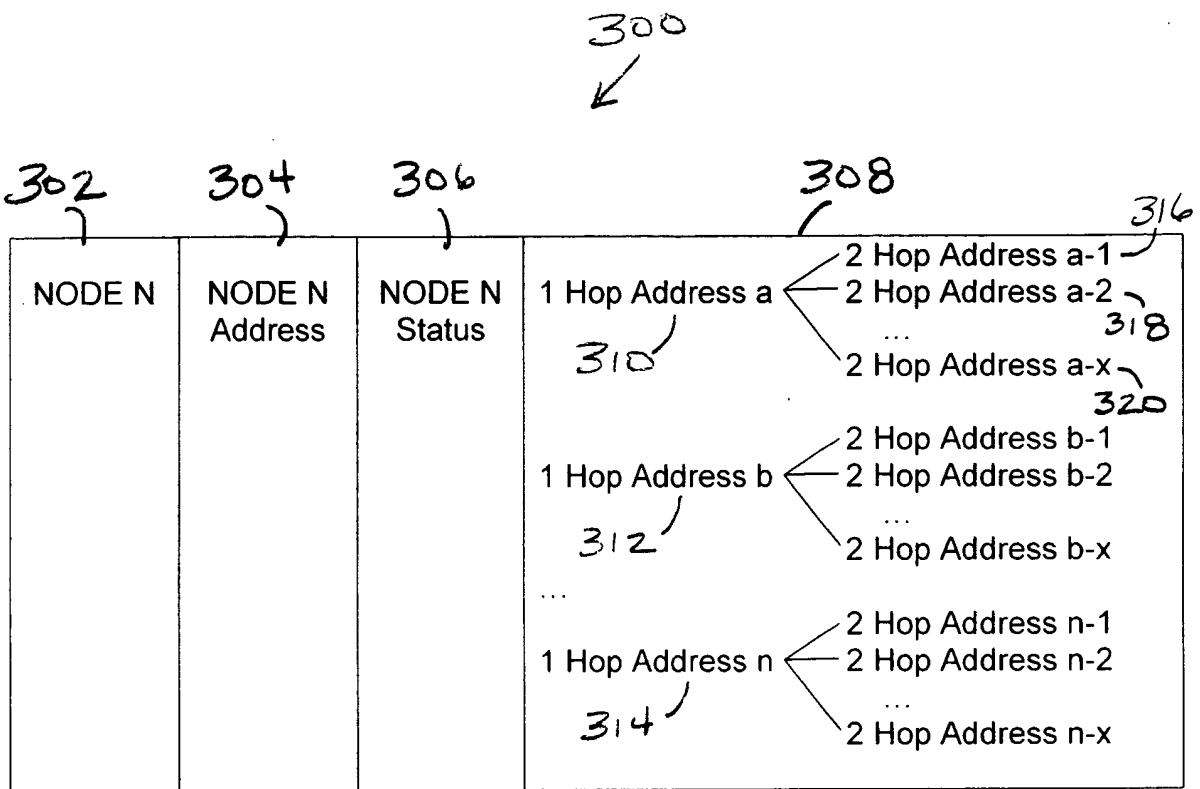 300
302 304 306 308
316
NODE N
NODE N
Address
NODE N
Status
2 Hop Address a-1
1 Hop Address a
2 Hop Address a-2
318
310
...
2 Hop Address a-x
320
2 Hop Address b-1
1 Hop Address b
2 Hop Address b-2
312
...
2 Hop Address b-x
...
2 Hop Address n-1
1 Hop Address n
2 Hop Address n-2
314
...
2 Hop Address n-x